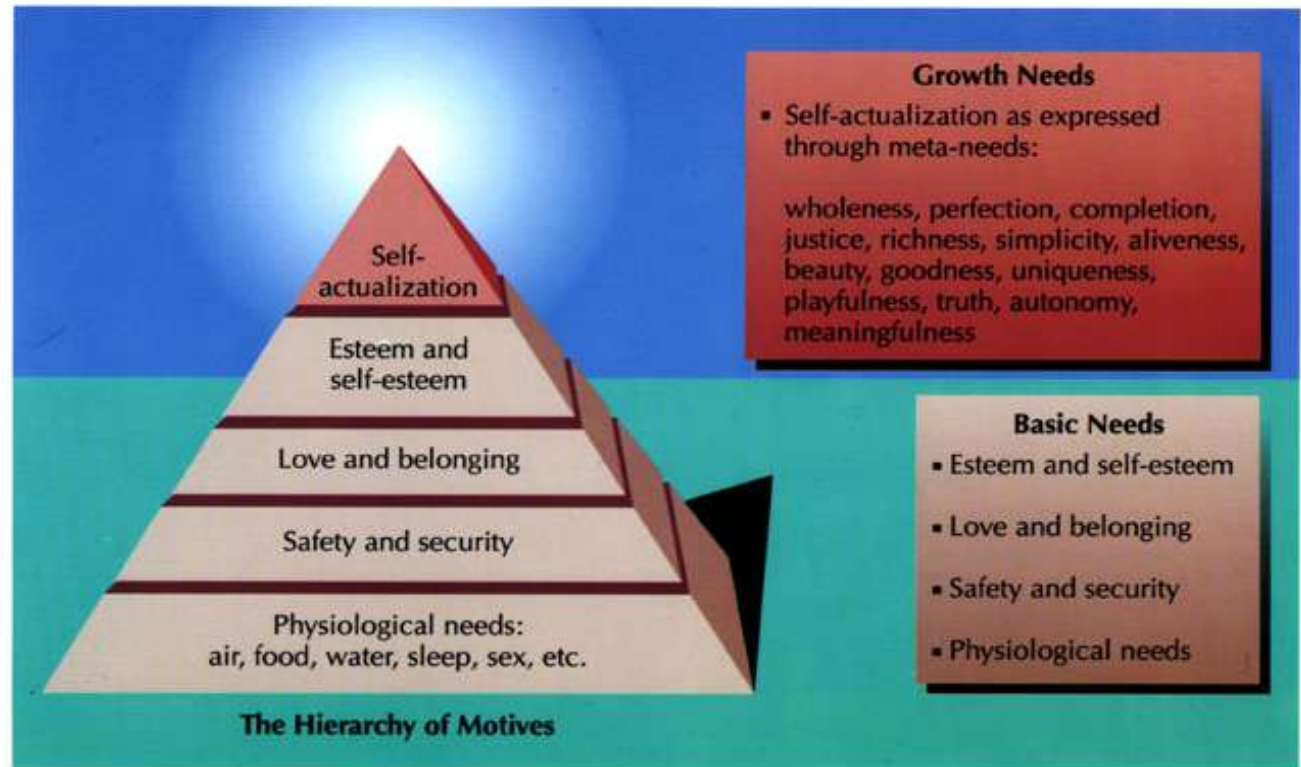 Growth Needs
▪ Self-actualization as expressed
through meta-needs:
wholeness, perfection, completion,
justice, richness, simplicity, aliveness,
beauty, goodness, uniqueness,
playfulness, truth, autonomy,
meaningfulness
Self-
actualization
Esteem and
self-esteem
Love and belonging
Safety and security
Physiological needs:
air, food, water, sleep, sex, etc.
The Hierarchy of Motives
Basic Needs
▪ Esteem and self-esteem
▪ Love and belonging
▪ Safety and security
▪ Physiological needs